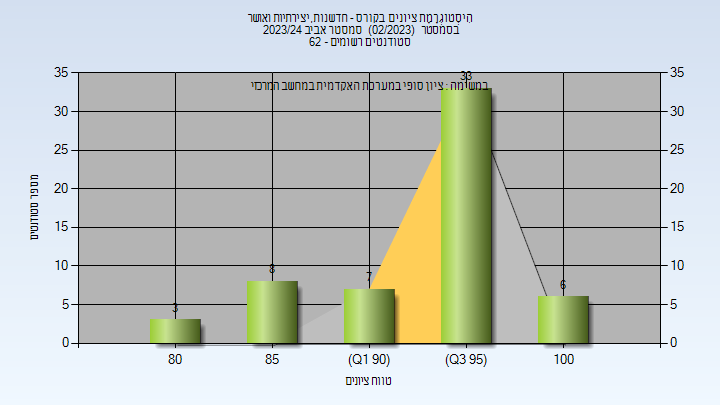 היסטוגרמת ציונים בקורס - חדשנות,יצירתיות ואושר
בסמסטר (02/2023) סמסטר אביב 2023/24
סטודנטים רשומים - 62
במשימה : ציון סופי במערכת האקדמית במחשב המרכזי
35 35
30 30
25 25
20 20
15 15
10 10
5 5
0 0
3 8 7 33 6
80 85 (Q1 90) (Q3 95) 100
מספר סטודנטים
טווח ציונים